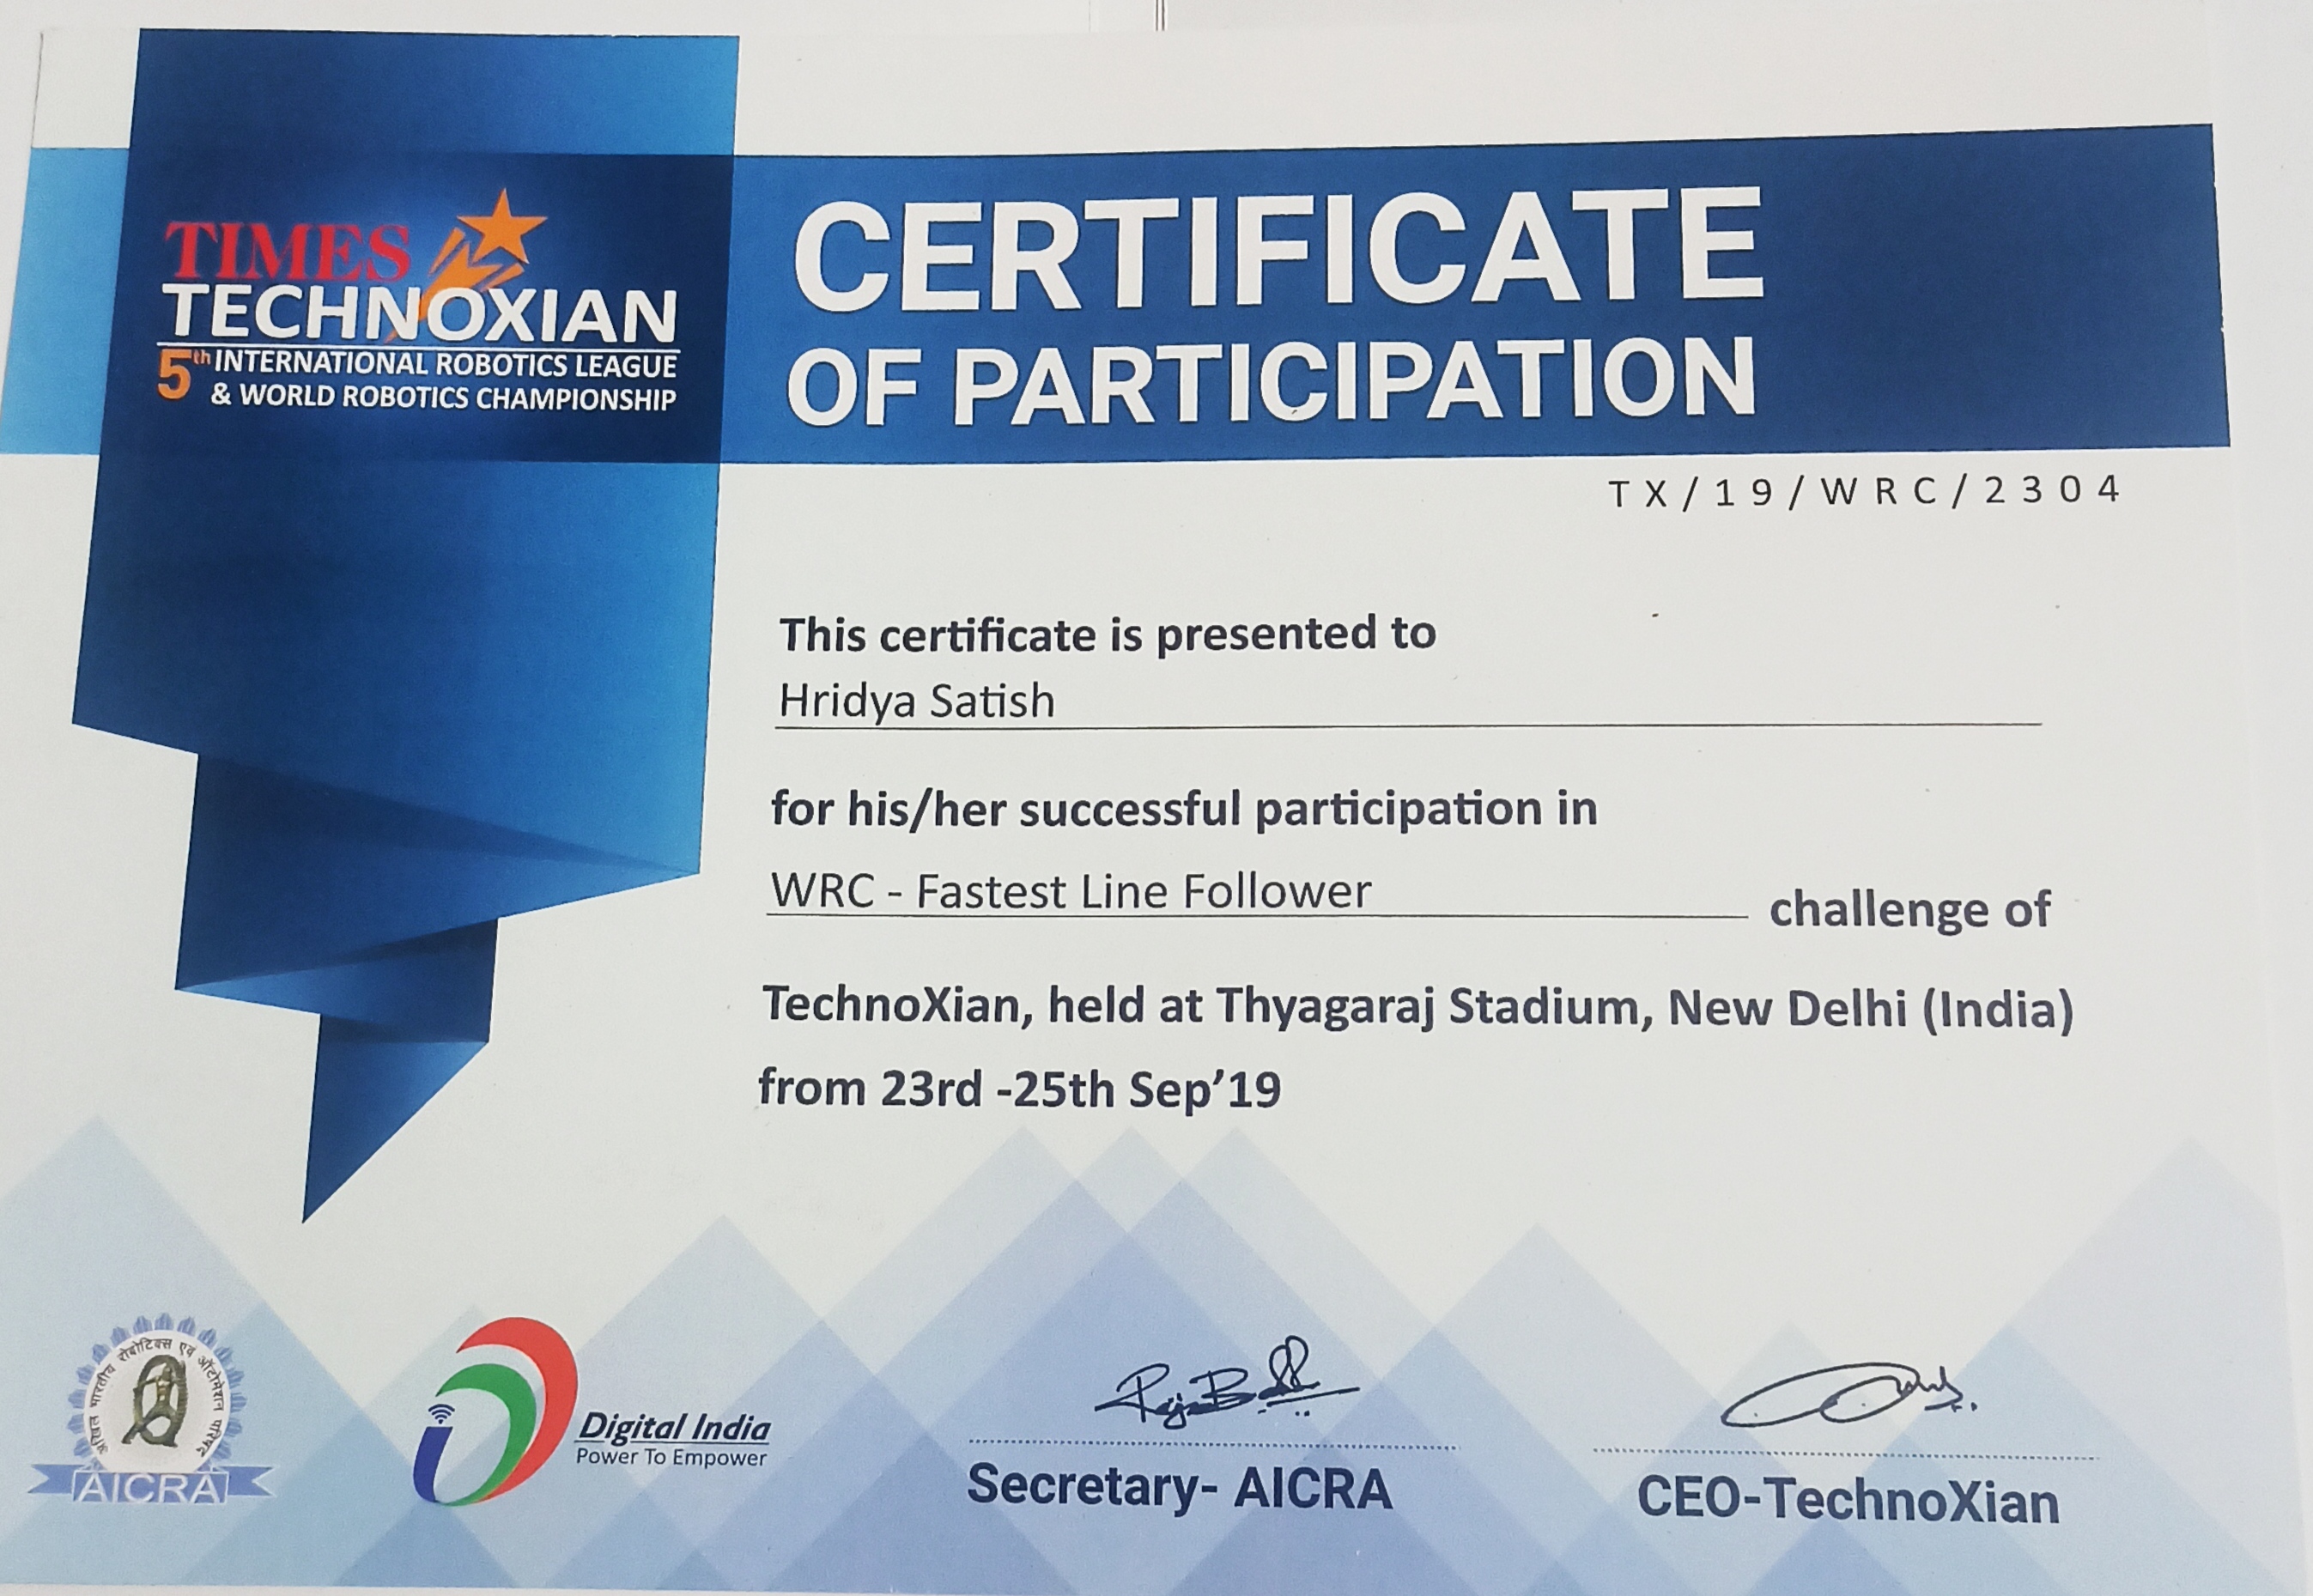 TIMES
TECHNOXIAN
5th INTERNATIONAL ROBOTICS LEAGUE
& WORLD ROBOTICS CHAMPIONSHIP
CERTIFICATE
OF PARTICIPATION
TX/19/WRC/2304
This certificate is presented to
Hridya Satish
for his/her successful participation in
WRC - Fastest Line Follower challenge of
TechnoXian, held at Thyagaraj Stadium, New Delhi (India)
from 23rd -25th Sep'19
अखिल भारतीय रोबोटिक्स एवं ऑटोमेशन परिषद
AICRA
Digital India
Power To Empower
Secretary- AICRA
CEO-TechnoXian